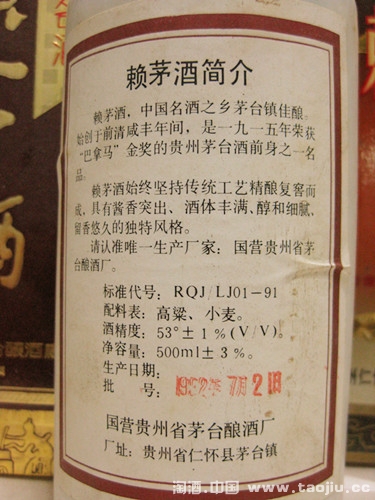 赖茅酒简介
赖茅酒，中国名酒之乡茅台镇佳酿。
始创于前清咸丰年间，是一九一五年荣获
“巴拿马”金奖的贵州茅台酒前身之一名
品。
赖茅酒始终坚持传统工艺精酿复窖而
成，具有酱香突出、酒体丰满、醇和细腻，
留香悠久的独特风格。
请认准唯一生产厂家：国营贵州省茅
台酿酒厂。
标准代号：RQJ/LJ01-91
配料表：高粱、小麦。
酒精度：53°±1%(V/V)。
净容量：500ml±3%。
生产日期：
批　　号：
国营贵州省茅台酿酒厂
厂址：贵州省仁怀县茅台镇
淘酒.中国 www.taojiu.cc